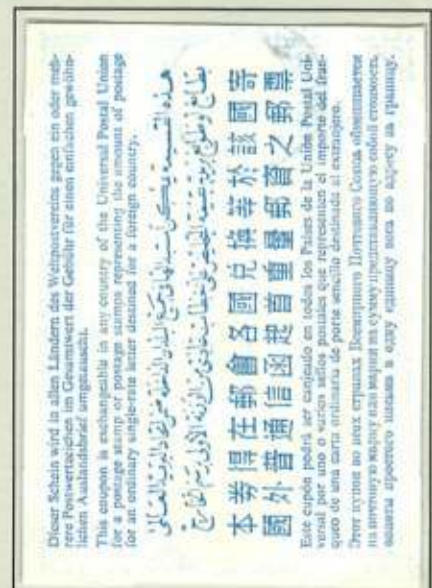 Dieser Schein wird in allen Ländern des Weltpostvereins gegen ein oder meh-
rere Postwertzeichen im Gesamtwert der Gebühr für einen einfachen gewöhn-
lichen Auslandsbrief umgetauscht.
This coupon is exchangeable in any country of the Universal Postal Union
for a postage stamp or postage stamps representing the amount of postage
for an ordinary single-rate letter destined for a foreign country.
本券得在郵會各國兌換等於該國寄
國外普通信函起首重量郵資之郵票
Este cupón podrá ser canjeado en todos los Países de la Unión Postal Uni-
versal por uno o varios sellos postales que representen el importe del fran-
queo de una carta ordinaria de porte sencillo destinada al extranjero.
Этот купон во всех странах Всемирного Почтового Союза обменивается
на почтовую марку или марки на сумму, представляющую собой стоимость
оплаты простого письма в одну единицу веса по адресу за границу.